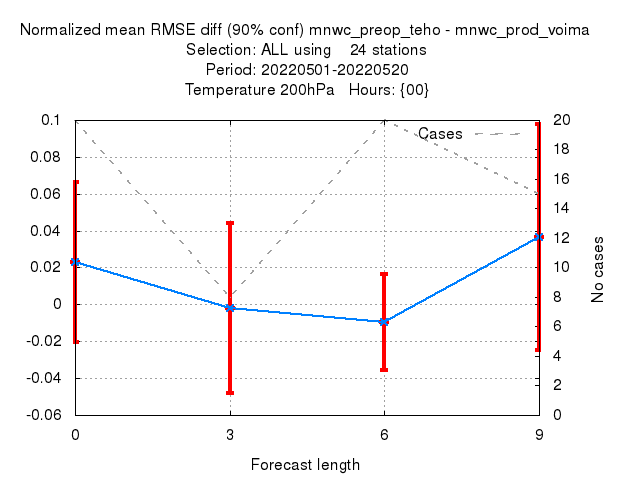 Normalized mean RMSE diff (90% conf) mnwc_preop_teho - mnwc_prod_voima
Selection: ALL using    24 stations
Period: 20220501-20220520
Temperature 200hPa   Hours: {00}
0.1
0.08
0.06
0.04
0.02
0
-0.02
-0.04
-0.06
Cases
20
18
16
14
12
10
8
6
4
2
0
No cases
0 3 6 9
Forecast length